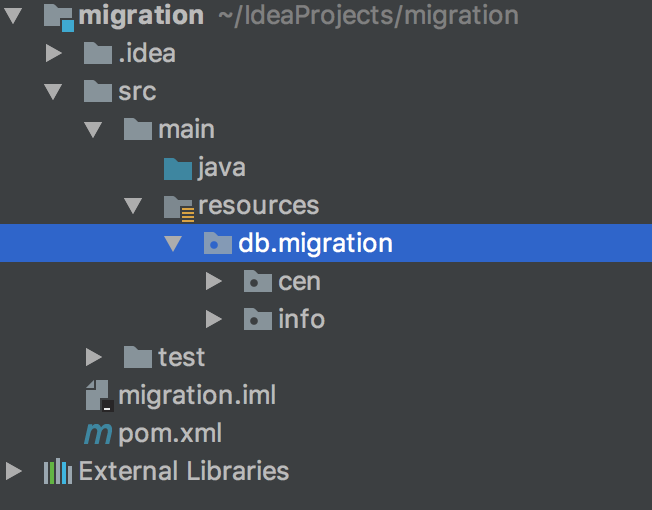 migration ~/IdeaProjects/migration
.idea
src
main
java
resources
db.migration
cen
info
test
migration.iml
pom.xml
External Libraries